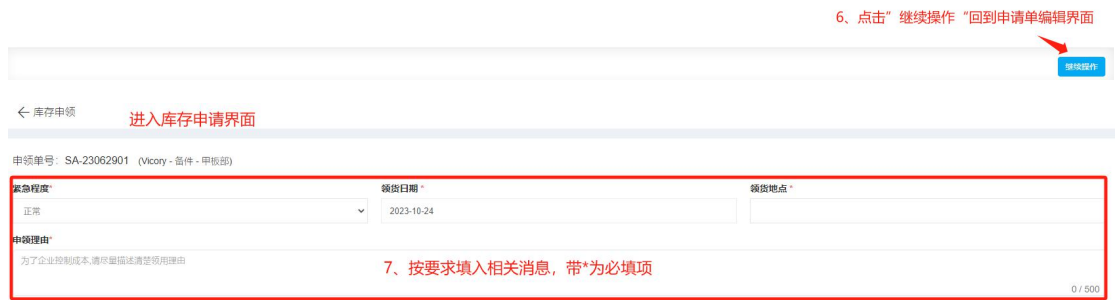 6、点击”继续操作“回到申请单编辑界面
继续操作
← 库存申领
进入库存申请界面
申领单号：SA-23062901 (Vicory - 备件 - 甲板部)
紧急程度* 领货日期* 领货地点*
正常 2023-10-24
申领理由*
为了企业控制成本,请尽量描述清楚领用理由
7、按要求填入相关消息，带*为必填项
0 / 500